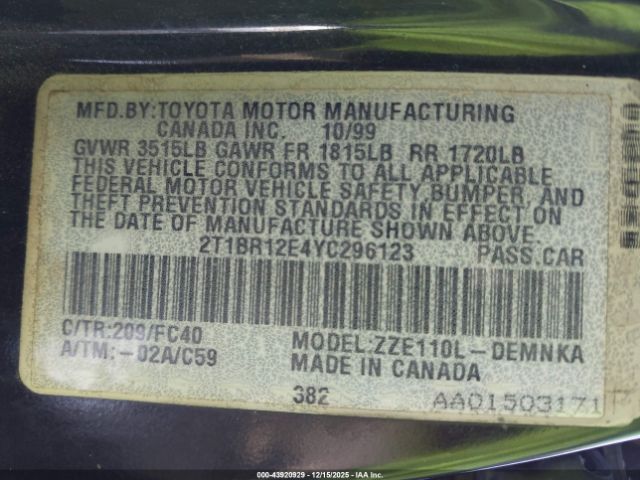 MFD.BY:TOYOTA MOTOR MANUFACTURING
CANADA INC. 10/99
GVWR 3515LB GAWR FR 1815LB RR 1720LB
THIS VEHICLE CONFORMS TO ALL APPLICABLE
FEDERAL MOTOR VEHICLE SAFETY, BUMPER, AND
THEFT PREVENTION STANDARDS IN EFFECT ON
THE DATE OF MANUFACTURE SHOWN ABOVE.
2T1BR12E4YC296123 PASS.CAR
C/TR:209/FC40 MODEL:ZZE110L-DEMNKA
A/TM:-02A/C59 MADE IN CANADA
382 AA01503171
© 43920929 - 12/15/2025 - IAAI.COM